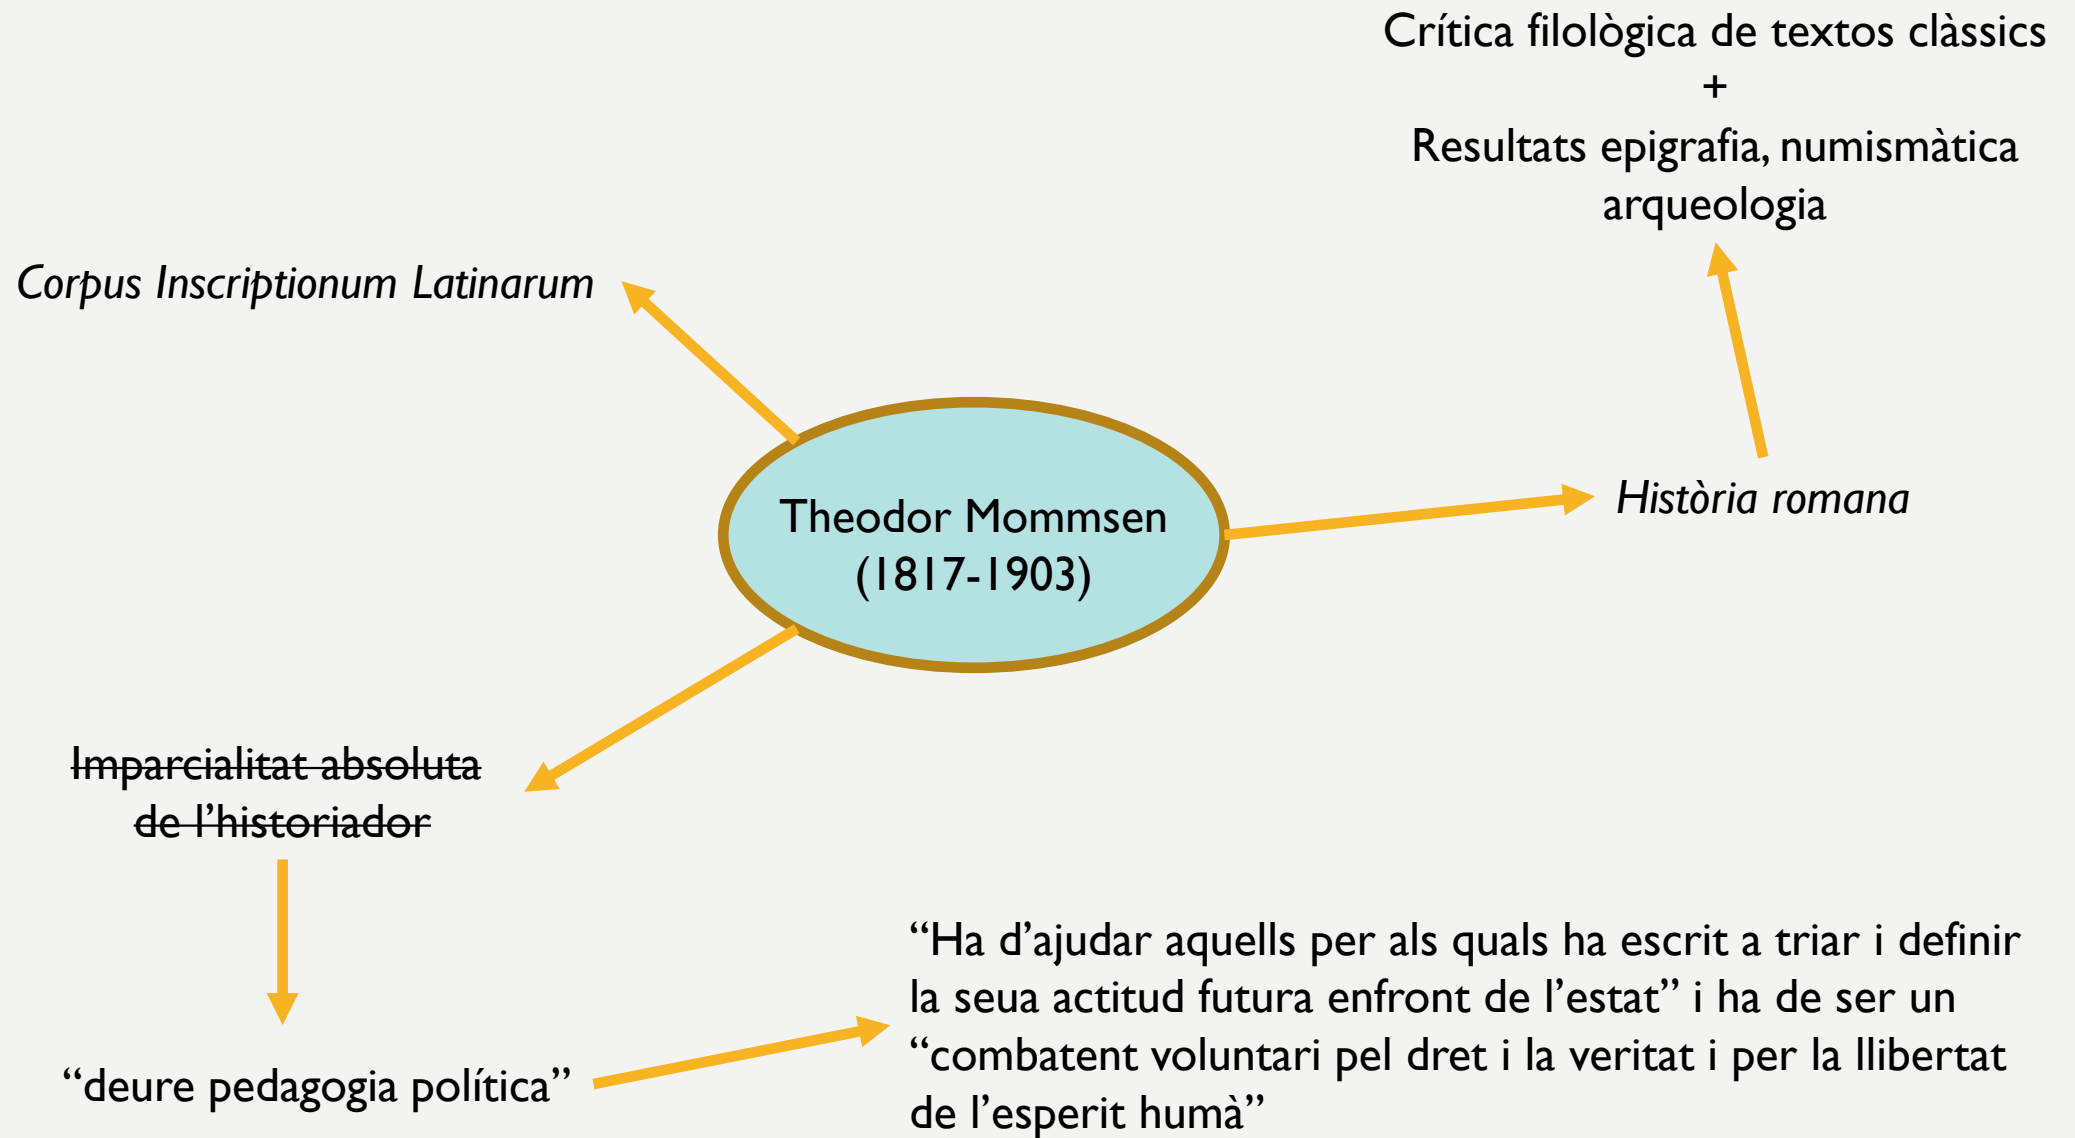 Crítica filològica de textos clàssics
+
Resultats epigrafia, numismàtica
arqueologia
Corpus Inscriptionum Latinarum
Theodor Mommsen
(1817-1903)
Història romana
Imparcialitat absoluta
de l’historiador
“deure pedagogia política”
“Ha d’ajudar aquells per als quals ha escrit a triar i definir
la seua actitud futura enfront de l’estat” i ha de ser un
“combatent voluntari pel dret i la veritat i per la llibertat
de l’esperit humà”